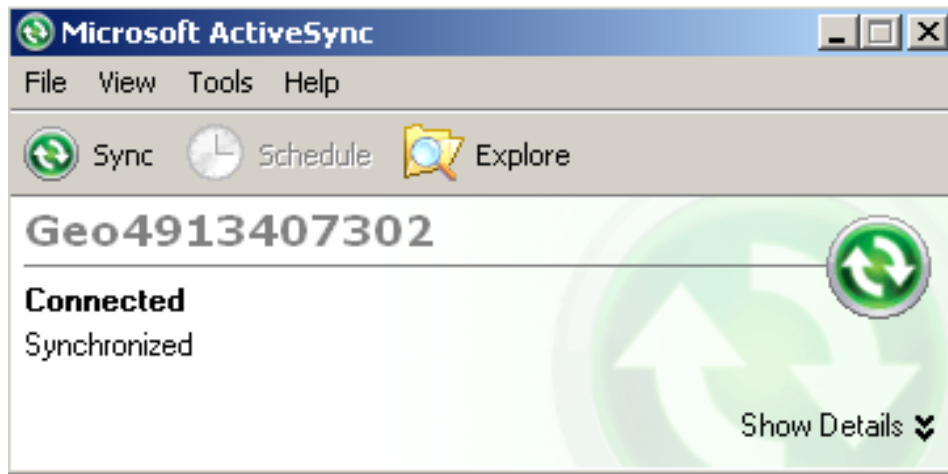 Microsoft ActiveSync
File View Tools Help
Sync Schedule Explore
Geo4913407302
Connected
Synchronized
Show Details